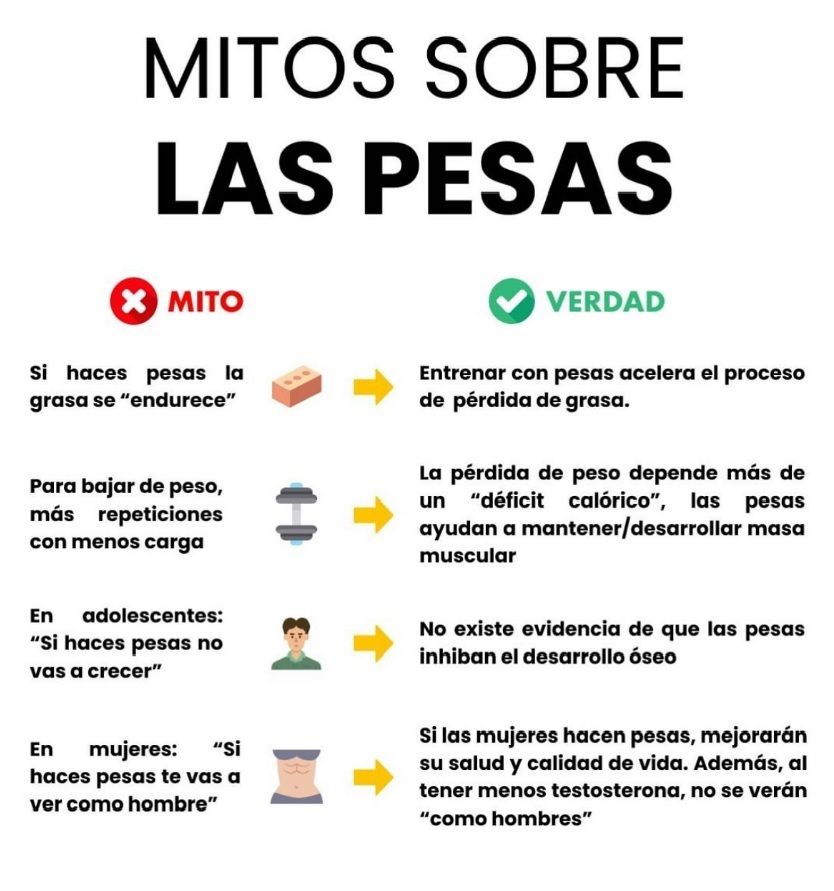 MITOS SOBRE
LAS PESAS
MITO
VERDAD
Si haces pesas la
grasa se “endurece”
Entrenar con pesas acelera el proceso
de pérdida de grasa.
Para bajar de peso,
más repeticiones
con menos carga
La pérdida de peso depende más de
un “déficit calórico”, las pesas
ayudan a mantener/desarrollar masa
muscular
En adolescentes:
“Si haces pesas no
vas a crecer”
No existe evidencia de que las pesas
inhiban el desarrollo óseo
En mujeres: “Si
haces pesas te vas a
ver como hombre”
Si las mujeres hacen pesas, mejorarán
su salud y calidad de vida. Además, al
tener menos testosterona, no se verán
“como hombres”